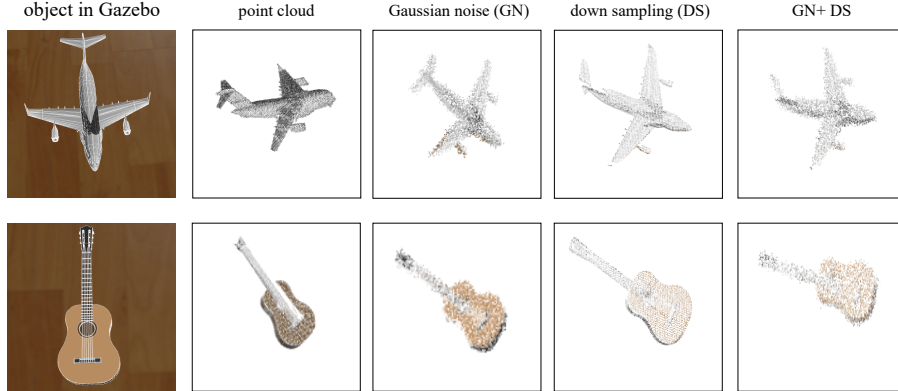 object in Gazebo
point cloud
Gaussian noise (GN)
down sampling (DS)
GN+ DS